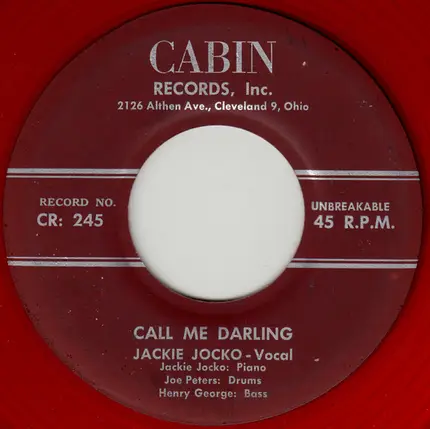 CABIN
RECORDS, Inc.
2126 Althen Ave., Cleveland 9, Ohio
RECORD NO.
CR: 245
UNBREAKABLE
45 R.P.M.
CALL ME DARLING
JACKIE JOCKO - Vocal
Jackie Jocko: Piano
Joe Peters: Drums
Henry George: Bass